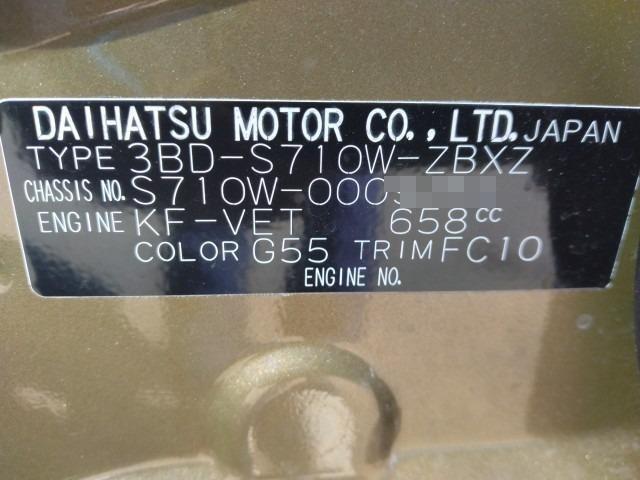 DAIHATSU MOTOR CO.,LTD. JAPAN
TYPE 3BD-S710W-ZBXZ
CHASSIS NO. S710W-000
ENGINE KF-VET 658cc
COLOR G55 TRIM FC10
ENGINE NO.